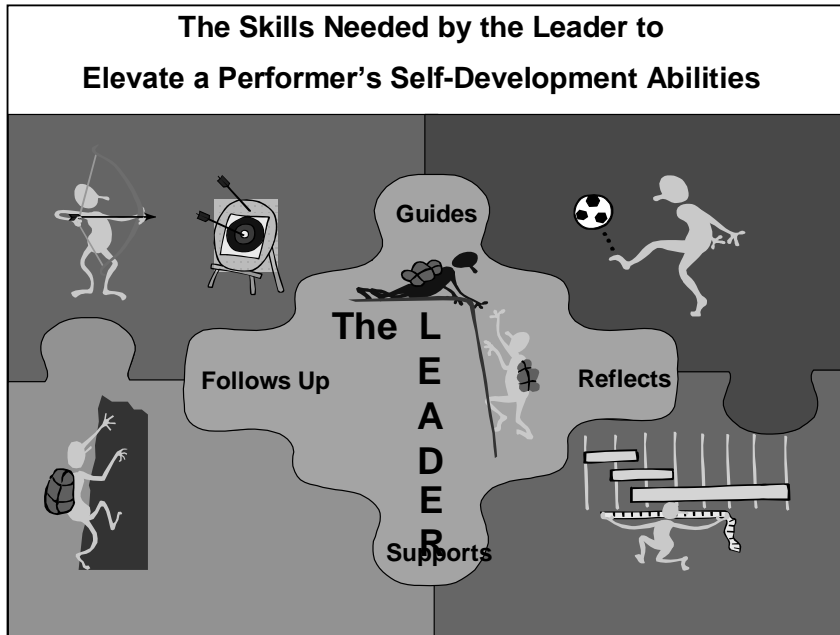 The Skills Needed by the Leader to
Elevate a Performer's Self-Development Abilities
Guides
The
L
E
A
D
E
R
Follows Up
Reflects
Supports